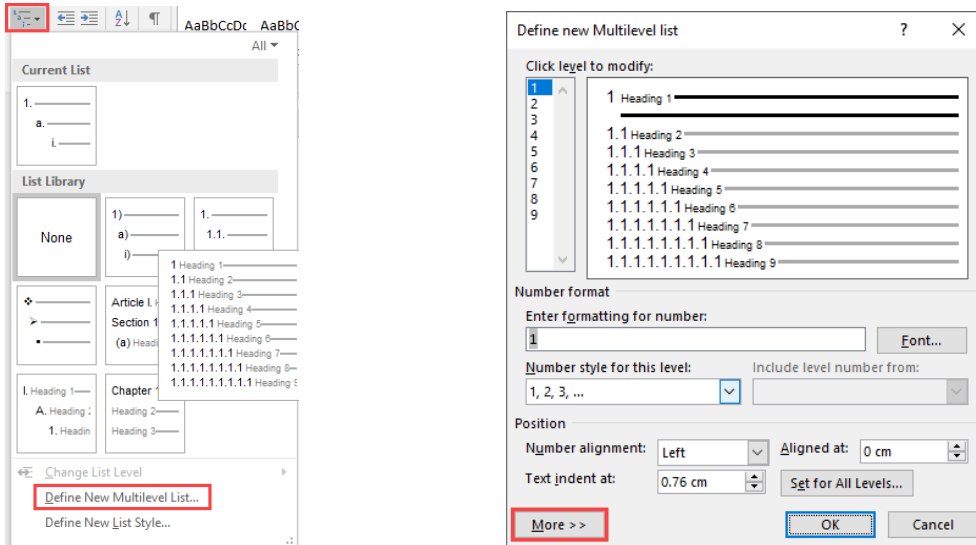 AaBbCcDc AaBbC
All
Current List
1.
a.
i.
List Library
None
1)
a)
i)
1.
1.1.
1 Heading 1
1.1 Heading 2
1.1.1 Heading 3
1.1.1.1 Heading 4
1.1.1.1.1 Heading 5
1.1.1.1.1.1 Heading 6
1.1.1.1.1.1.1 Heading 7
1.1.1.1.1.1.1.1 Heading 8
1.1.1.1.1.1.1.1.1 Heading 9
Article I.
Section 1
(a) Headi
I. Heading 1
A. Heading 2
1. Headin
Chapter
Heading 2
Heading 3
Change List Level
Define New Multilevel List...
Define New List Style...
Define new Multilevel list ?
Click level to modify:
1
2
3
4
5
6
7
8
9
1 Heading 1
1.1 Heading 2
1.1.1 Heading 3
1.1.1.1 Heading 4
1.1.1.1.1 Heading 5
1.1.1.1.1.1 Heading 6
1.1.1.1.1.1.1 Heading 7
1.1.1.1.1.1.1.1 Heading 8
1.1.1.1.1.1.1.1.1 Heading 9
Number format
Enter formatting for number:
1
Font...
Number style for this level: Include level number from:
1, 2, 3, ...
Position
Number alignment: Left Aligned at: 0 cm
Text indent at: 0.76 cm Set for All Levels...
More >> OK Cancel